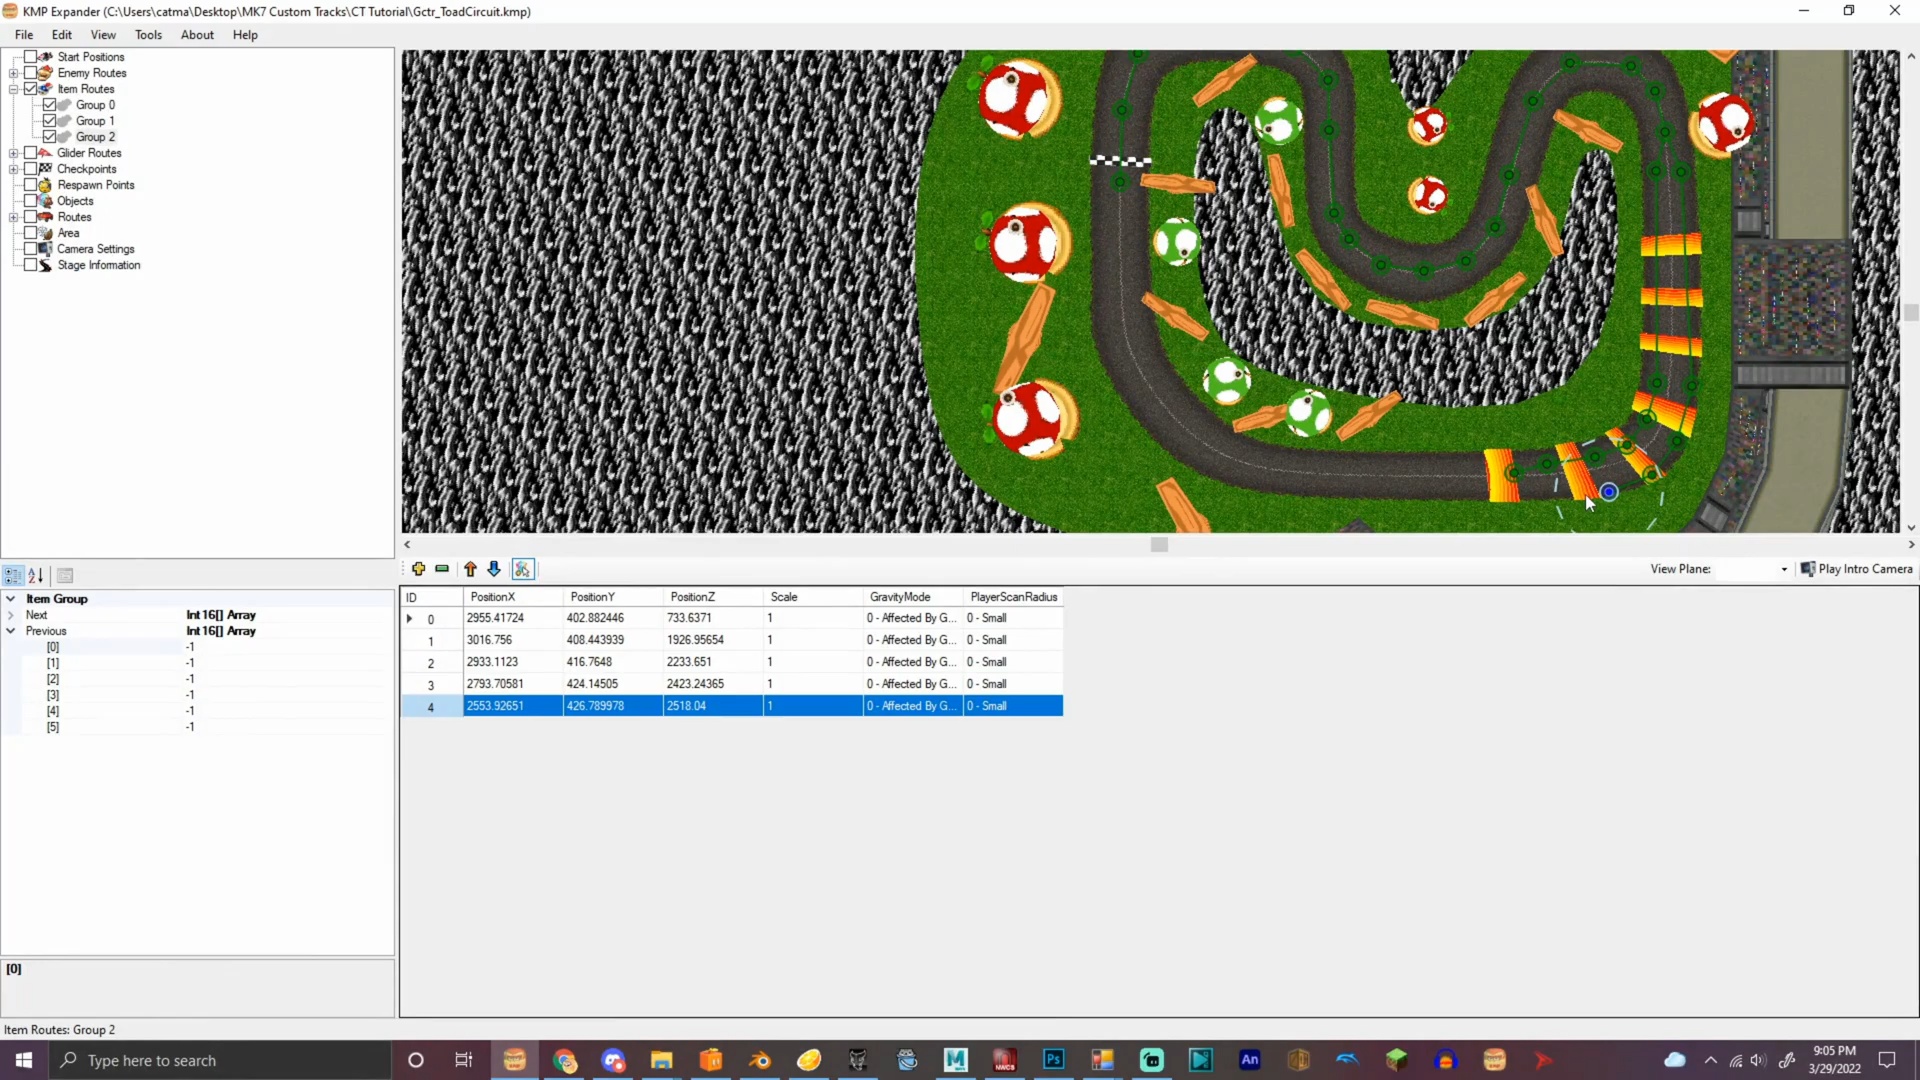 KMP Expander (C:\Users\catma\Desktop\MK7 Custom Tracks\CT Tutorial\Gctr_ToadCircuit.kmp)
File Edit View Tools About Help
Start Positions
Enemy Routes
Item Routes
Group 0
Group 1
Group 2
Glider Routes
Checkpoints
Respawn Points
Objects
Routes
Area
Camera Settings
Stage Information
View Plane: Play Intro Camera
Item Group
Next Int16[] Array
Previous Int16[] Array
[0] -1
[1] -1
[2] -1
[3] -1
[4] -1
[5] -1
[0]
ID PositionX PositionY PositionZ Scale GravityMode PlayerScanRadius
0 2955.41724 402.882446 733.6371 1 0 - Affected By G... 0 - Small
1 3016.756 408.443939 1926.95654 1 0 - Affected By G... 0 - Small
2 2933.1123 416.7648 2233.651 1 0 - Affected By G... 0 - Small
3 2793.70581 424.14505 2423.24365 1 0 - Affected By G... 0 - Small
4 2553.92651 426.789978 2518.04 1 0 - Affected By G... 0 - Small
Item Routes: Group 2
Type here to search
M
NWCS
Ps
An
9:05 PM
3/29/2022